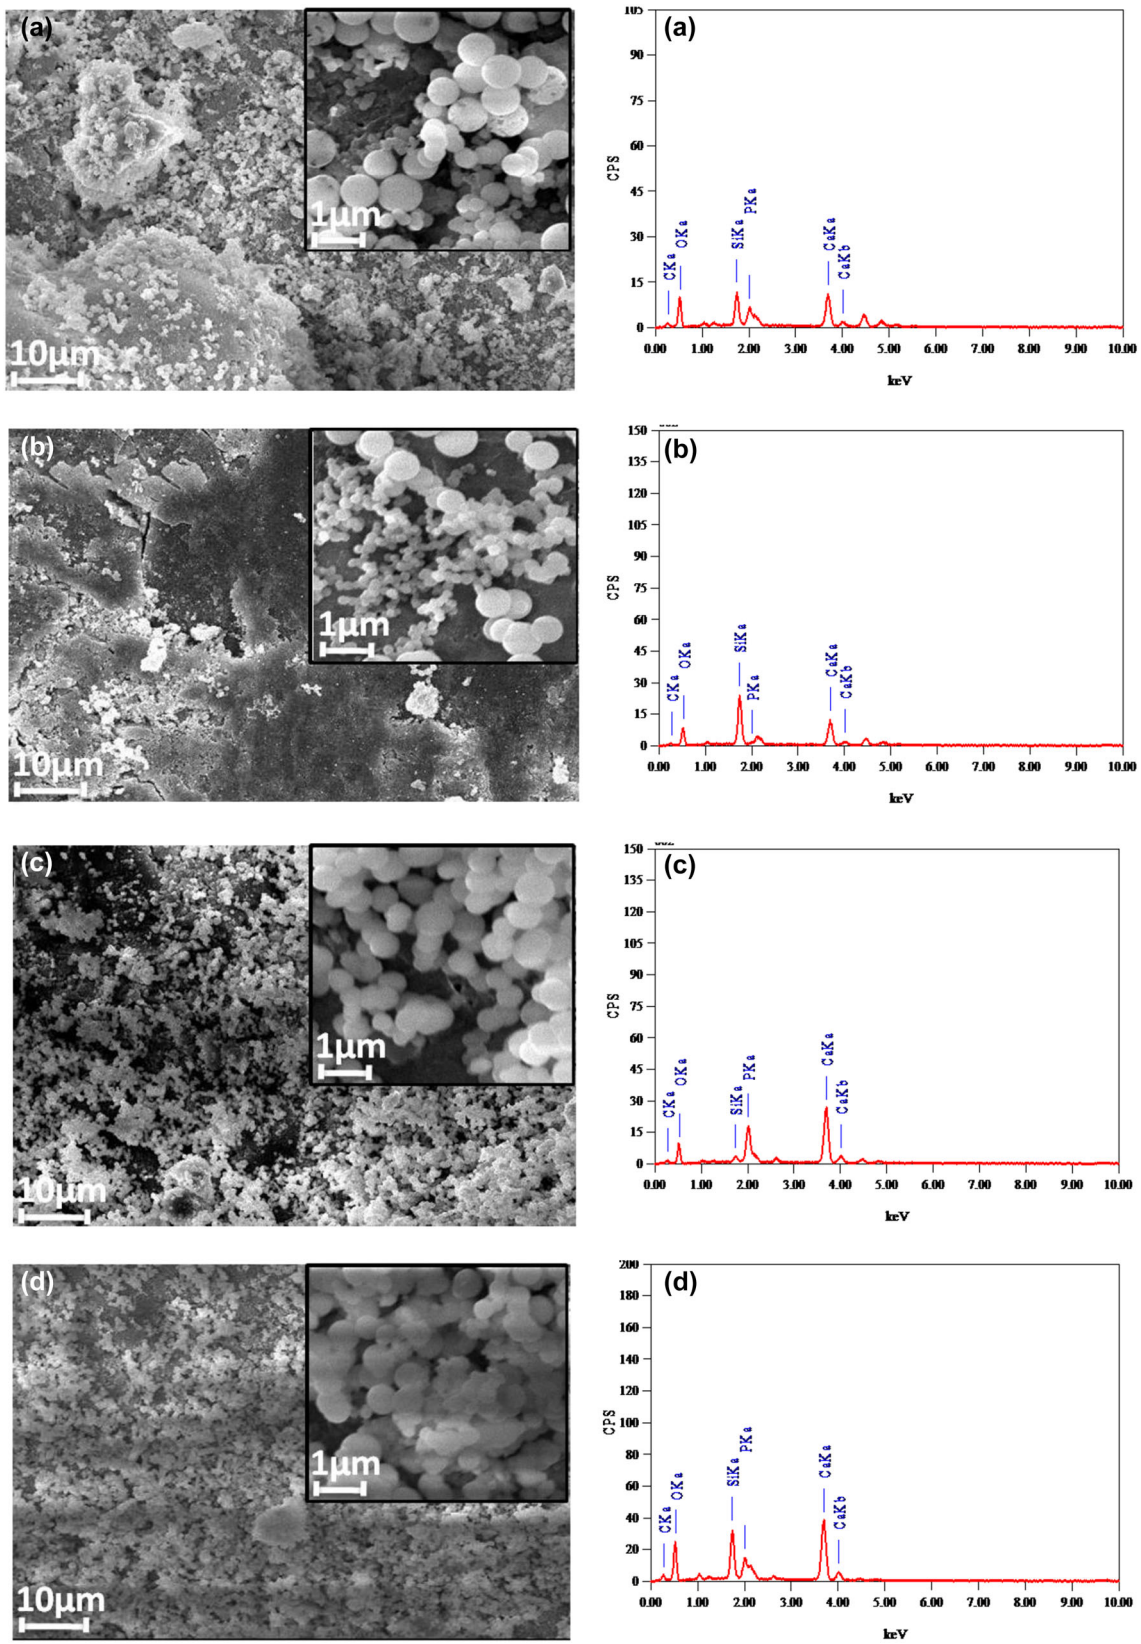 (a)
1μm
10μm
(a)
105
90
75
60
45
30
15
0
CPS
CKa
OKa
SiKa
PKa
CaKa
CaKb
0.00 1.00 2.00 3.00 4.00 5.00 6.00 7.00 8.00 9.00 10.00
keV
(b)
1μm
10μm
(b)
150
135
120
105
90
75
60
45
30
15
0
CPS
CKa
OKa
SiKa
PKa
CaKa
CaKb
0.00 1.00 2.00 3.00 4.00 5.00 6.00 7.00 8.00 9.00 10.00
keV
(c)
1μm
10μm
(c)
150
135
120
105
90
75
60
45
30
15
0
CPS
CKa
OKa
SiKa
PKa
CaKa
CaKb
0.00 1.00 2.00 3.00 4.00 5.00 6.00 7.00 8.00 9.00 10.00
keV
(d)
1μm
10μm
(d)
200
180
160
140
120
100
80
60
40
20
0
CPS
CKa
OKa
SiKa
PKa
CaKa
CaKb
0.00 1.00 2.00 3.00 4.00 5.00 6.00 7.00 8.00 9.00 10.00
keV